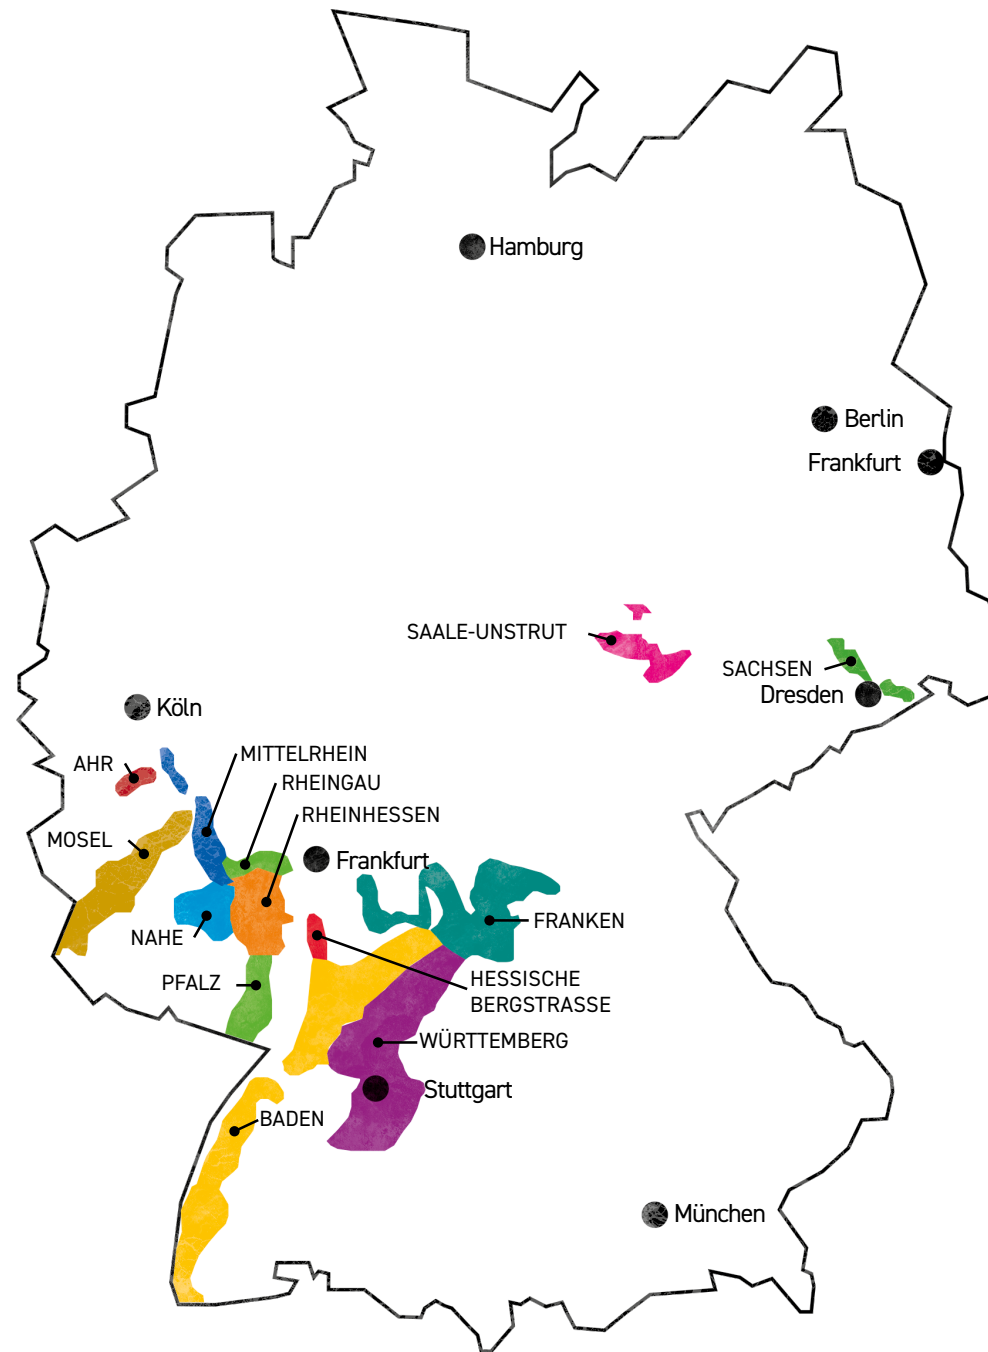 Hamburg
Berlin
Frankfurt
SAALE-UNSTRUT
SACHSEN
Dresden
Köln
MITTELRHEIN
AHR
RHEINGAU
RHEINHESSEN
MOSEL
Frankfurt
FRANKEN
NAHE
PFALZ
HESSISCHE
BERGSTRASSE
WÜRTTEMBERG
Stuttgart
BADEN
München